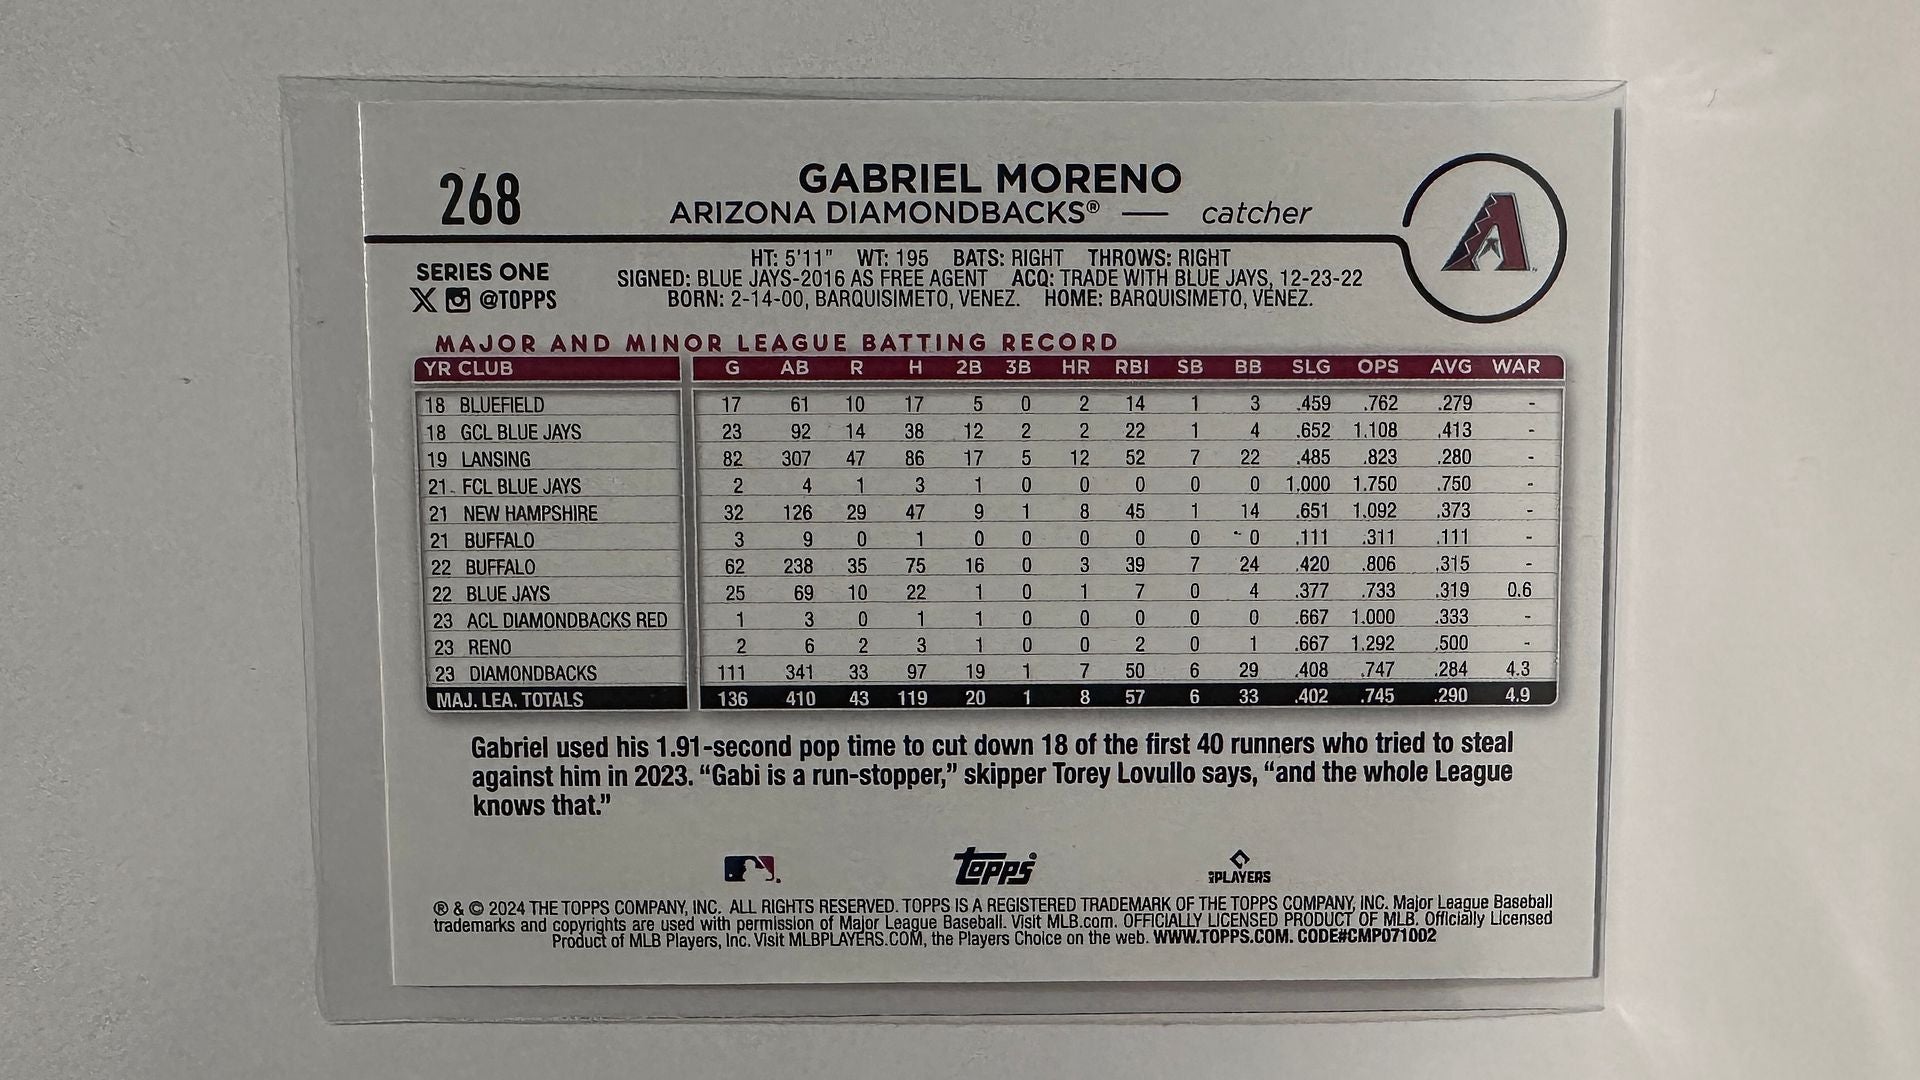 268
GABRIEL MORENO
ARIZONA DIAMONDBACKS® — catcher
A
SERIES ONE
@TOPPS
HT: 5'11" WT: 195 BATS: RIGHT THROWS: RIGHT
SIGNED: BLUE JAYS-2016 AS FREE AGENT ACQ: TRADE WITH BLUE JAYS, 12-23-22
BORN: 2-14-00, BARQUISIMETO, VENEZ. HOME: BARQUISIMETO, VENEZ.
MAJOR AND MINOR LEAGUE BATTING RECORD
YR CLUB G AB R H 2B 3B HR RBI SB BB SLG OPS AVG WAR
18 BLUEFIELD 17 61 10 17 5 0 2 14 1 3 .459 .762 .279 -
18 GCL BLUE JAYS 23 92 14 38 12 2 2 22 1 4 .652 1.108 .413 -
19 LANSING 82 307 47 86 17 5 12 52 7 22 .485 .823 .280 -
21 FCL BLUE JAYS 2 4 1 3 1 0 0 0 0 0 1.000 1.750 .750 -
21 NEW HAMPSHIRE 32 126 29 47 9 1 8 45 1 14 .651 1.092 .373 -
21 BUFFALO 3 9 0 1 0 0 0 0 0 0 .111 .311 .111 -
22 BUFFALO 62 238 35 75 16 0 3 39 7 24 .420 .806 .315 -
22 BLUE JAYS 25 69 10 22 1 0 1 7 0 4 .377 .733 .319 0.6
23 ACL DIAMONDBACKS RED 1 3 0 1 1 0 0 0 0 0 .667 1.000 .333 -
23 RENO 2 6 2 3 1 0 0 2 0 1 .667 1.292 .500 -
23 DIAMONDBACKS 111 341 33 97 19 1 7 50 6 29 .408 .747 .284 4.3
MAJ. LEA. TOTALS 136 410 43 119 20 1 8 57 6 33 .402 .745 .290 4.9
Gabriel used his 1.91-second pop time to cut down 18 of the first 40 runners who tried to steal
against him in 2023. “Gabi is a run-stopper,” skipper Torey Lovullo says, “and the whole League
knows that.”
topps
PLAYERS
® & © 2024 THE TOPPS COMPANY, INC. ALL RIGHTS RESERVED. TOPPS IS A REGISTERED TRADEMARK OF THE TOPPS COMPANY, INC. Major League Baseball
trademarks and copyrights are used with permission of Major League Baseball. Visit MLB.com. OFFICIALLY LICENSED PRODUCT OF MLB. Officially Licensed
Product of MLB Players, Inc. Visit MLBPLAYERS.COM, the Players Choice on the web. WWW.TOPPS.COM. CODE#CMP071002